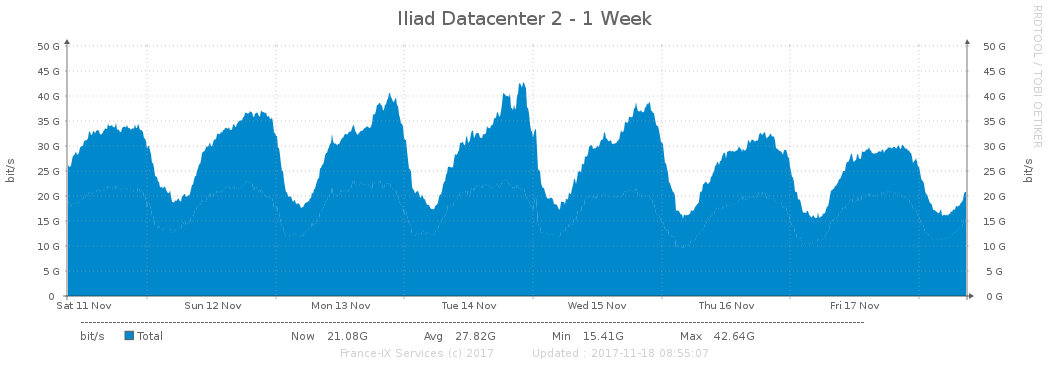 Iliad Datacenter 2 - 1 Week
RRDTOOL / TOBI OETIKER
50 G 50 G
45 G 45 G
40 G 40 G
35 G 35 G
30 G 30 G
25 G 25 G
20 G 20 G
15 G 15 G
10 G 10 G
5 G 5 G
0 0 G
bit/s
bit/s
Sat 11 Nov Sun 12 Nov Mon 13 Nov Tue 14 Nov Wed 15 Nov Thu 16 Nov Fri 17 Nov
bit/s Total Now 21.08G Avg 27.82G Min 15.41G Max 42.64G
France-IX Services (c) 2017 Updated : 2017-11-18 08:55:07